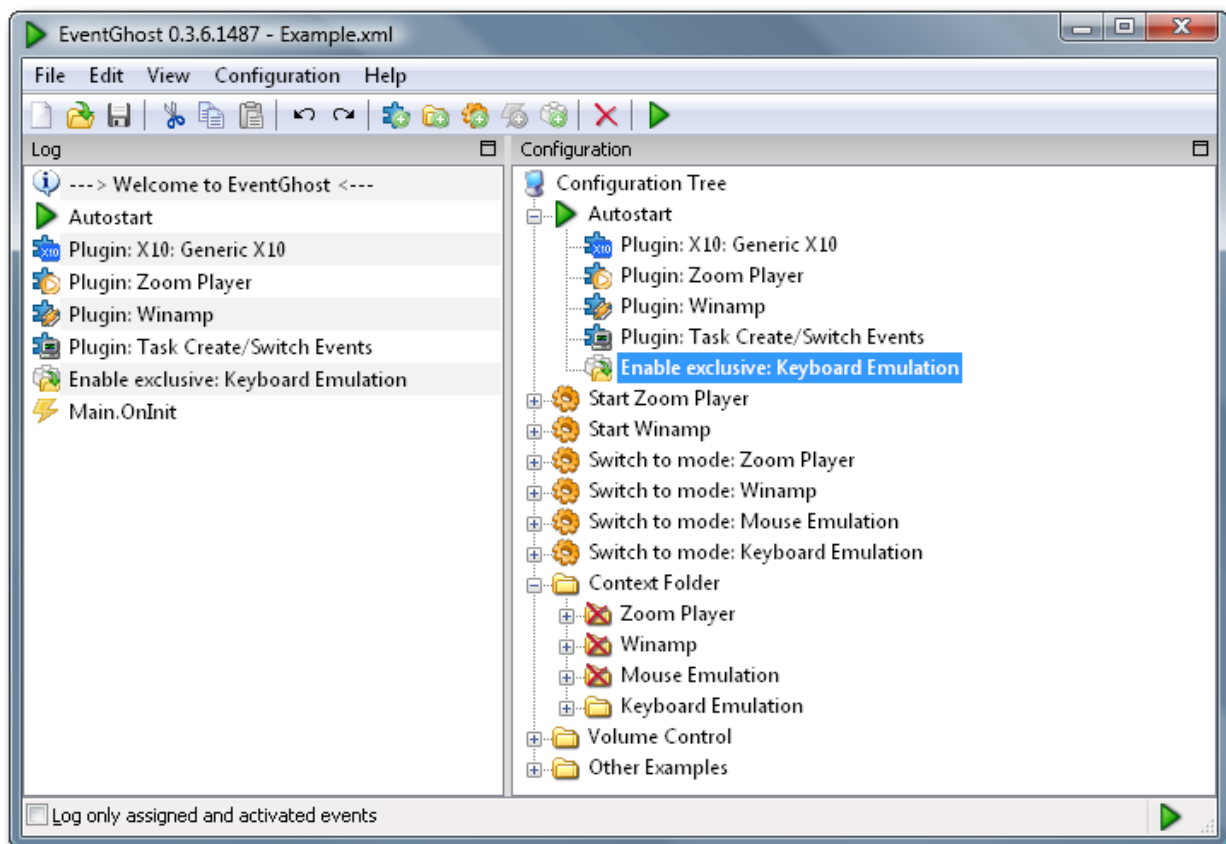 EventGhost 0.3.6.1487 - Example.xml
File Edit View Configuration Help
Log
---> Welcome to EventGhost <---
Autostart
X10
Plugin: X10: Generic X10
Plugin: Zoom Player
Plugin: Winamp
Plugin: Task Create/Switch Events
Enable exclusive: Keyboard Emulation
Main.OnInit
Configuration
Configuration Tree
Autostart
X10
Plugin: X10: Generic X10
Plugin: Zoom Player
Plugin: Winamp
Plugin: Task Create/Switch Events
Enable exclusive: Keyboard Emulation
Start Zoom Player
Start Winamp
Switch to mode: Zoom Player
Switch to mode: Winamp
Switch to mode: Mouse Emulation
Switch to mode: Keyboard Emulation
Context Folder
Zoom Player
Winamp
Mouse Emulation
Keyboard Emulation
Volume Control
Other Examples
Log only assigned and activated events